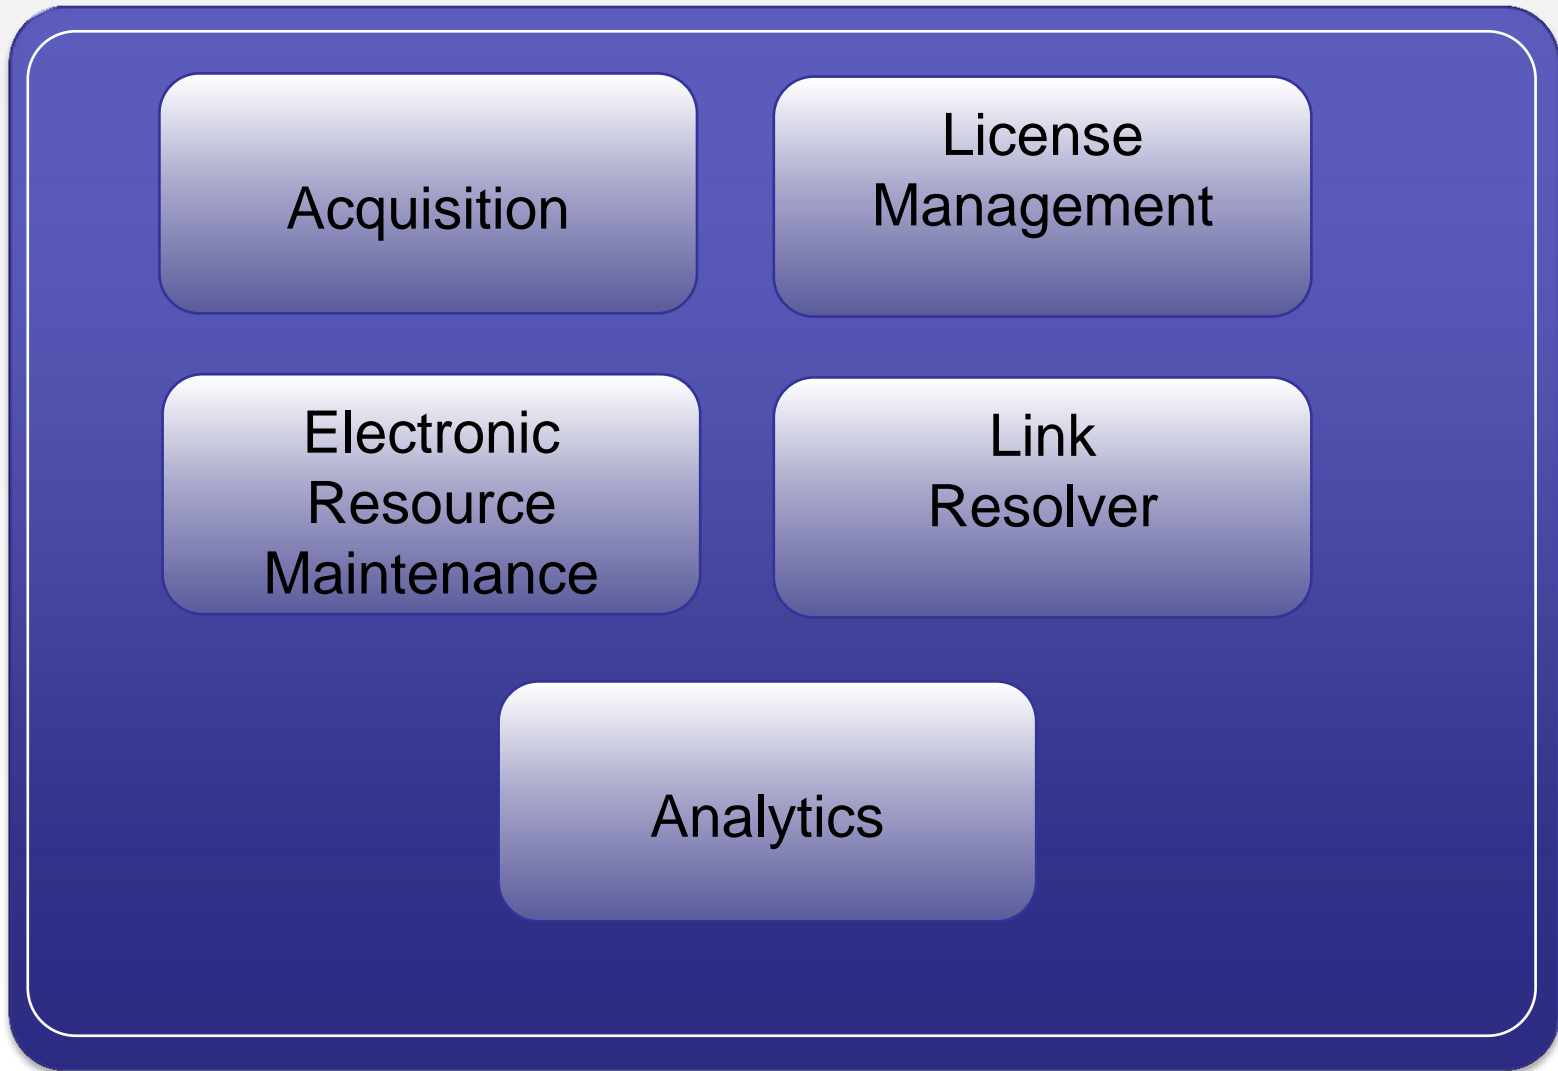 Acquisition
License
Management
Electronic
Resource
Maintenance
Link
Resolver
Analytics